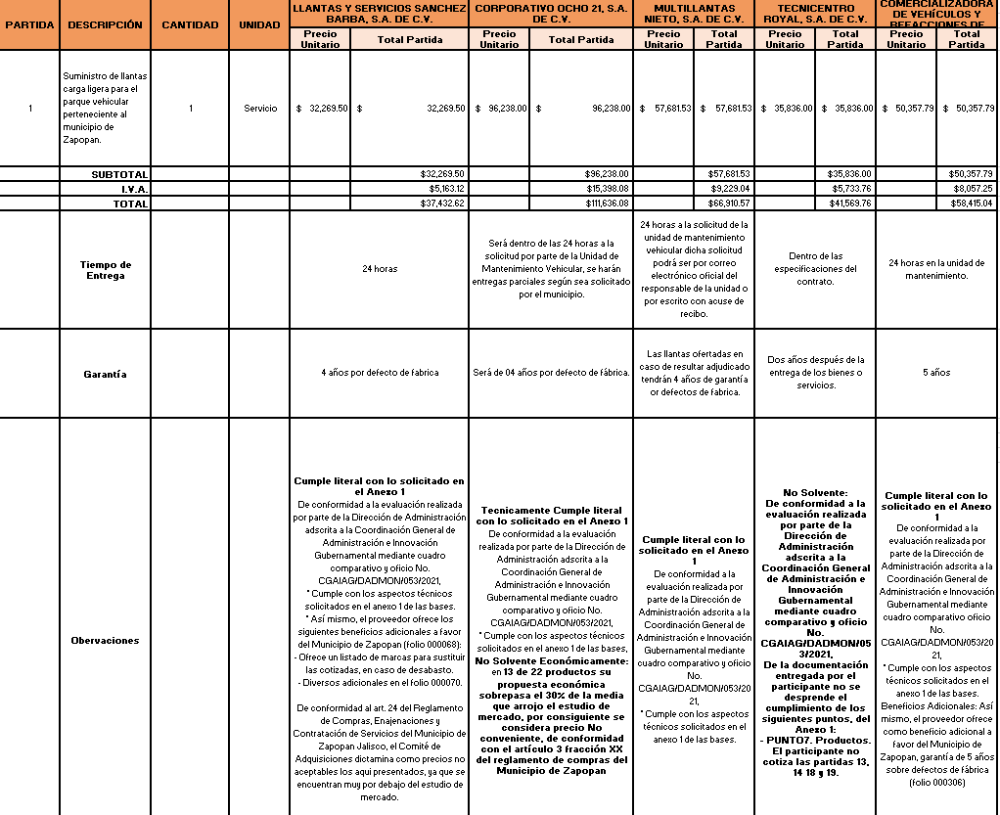 PARTIDA
DESCRIPCIÓN
CANTIDAD
UNIDAD
LLANTAS Y SERVICIOS SANCHEZ
BARBA, S.A. DE C.V.
CORPORATIVO OCHO 21, S.A.
DE C.V.
MULTILLANTAS
NIETO, S.A. DE C.V.
TECNICENTRO
ROYAL, S.A. DE C.V.
COMERCIALIZADORA
DE VEHÍCULOS Y
REFACCIONES DE
Precio
Unitario
Total Partida
Precio
Unitario
Total Partida
Precio
Unitario
Total
Partida
Precio
Unitario
Total
Partida
Precio
Unitario
Total
Partida
1
Suministro de llantas
carga ligera para el
parque vehicular
perteneciente al
municipio de
Zapopan.
1
Servicio
$ 32,269.50
$ 32,269.50
$ 96,238.00
$ 96,238.00
$ 57,681.53
$ 57,681.53
$ 35,836.00
$ 35,836.00
$ 50,357.79
$ 50,357.79
SUBTOTAL $32,269.50 $96,238.00 $57,681.53 $35,836.00 $50,357.79
I.V.A. $5,163.12 $15,398.08 $9,229.04 $5,733.76 $8,057.25
TOTAL $37,432.62 $111,636.08 $66,910.57 $41,569.76 $58,415.04
Tiempo de
Entrega
24 horas
Será dentro de las 24 horas a la
solicitud por parte de la Unidad de
Mantenimiento Vehicular, se harán
entregas parciales según sea solicitado
por el municipio.
24 horas a la solicitud de la
unidad de mantenimiento
vehicular dicha solicitud
podrá ser por correo
electrónico oficial del
responsable de la unidad o
por escrito con acuse de
recibo.
Dentro de las
especificaciones del
contrato.
24 horas en la unidad de
mantenimiento.
Garantía
4 años por defecto de fabrica
Será de 04 años por defecto de fábrica.
Las llantas ofertadas en
caso de resultar adjudicado
tendrán 4 años de garantía
or defectos de fabrica.
Dos años después de la
entrega de los bienes o
servicios.
5 años
Obervaciones
Cumple literal con lo solicitado en
el Anexo 1
De conformidad a la evaluación realizada
por parte de la Dirección de Administración
adscrita a la Coordinación General de
Administración e Innovación
Gubernamental mediante cuadro
comparativo y oficio No.
CGAIAG/DADMON/053/2021,
* Cumple con los aspectos técnicos
solicitados en el anexo 1 de las bases.
* Así mismo, el proveedor ofrece los
siguientes beneficios adicionales a favor
del Municipio de Zapopan (folio 000068):
- Ofrece un listado de marcas para sustituir
las cotizadas, en caso de desabasto.
- Diversos adicionales en el folio 000070.
De conformidad al art. 24 del Reglamento
de Compras, Enajenaciones y
Contratación de Servicios del Municipio de
Zapopan Jalisco, el Comité de
Adquisiciones dictamina como precios no
aceptables los aqui presentados, ya que se
encuentran muy por debajo del estudio de
mercado.
Tecnicamente Cumple literal
con lo solicitado en el Anexo 1
De conformidad a la evaluación
realizada por parte de la Dirección de
Administración adscrita a la
Coordinación General de
Administración e Innovación
Gubernamental mediante cuadro
comparativo y oficio No.
CGAIAG/DADMON/053/2021,
* Cumple con los aspectos técnicos
solicitados en el anexo 1 de las bases,
No Solvente Económicamente:
en 13 de 22 productos su
propuesta económica
sobrepasa el 30% de la media
que arrojo el estudio de
mercado, por consiguiente se
considera precio No
conveniente, de conformidad
con el artículo 3 fracción XX
del reglamento de compras del
Municipio de Zapopan
Cumple literal con lo
solicitado en el Anexo
1
De conformidad a la
evaluación realizada por
parte de la Dirección de
Administración adscrita a la
Coordinación General de
Administración e Innovación
Gubernamental mediante
cuadro comparativo y oficio
No.
CGAIAG/DADMON/053/20
21,
* Cumple con los aspectos
técnicos solicitados en el
anexo 1 de las bases.
No Solvente:
De conformidad a la
evaluación realizada
por parte de la
Dirección de
Administración
adscrita a la
Coordinación General
de Administración e
Innovación
Gubernamental
mediante cuadro
comparativo y oficio
No.
CGAIAG/DADMON/05
3/2021,
De la documentación
entregada por el
participante no se
desprende el
cumplimiento de los
siguientes puntos, del
Anexo 1:
- PUNTO7. Productos.
El participante no
cotiza las partidas 13,
14 18 y 19.
Cumple literal con lo
solicitado en el Anexo
1
De conformidad a la
evaluación realizada por
parte de la Dirección de
Administración adscrita a la
Coordinación General de
Administración e Innovación
Gubernamental mediante
cuadro comparativo oficio
No.
CGAIAG/DADMON/053/20
21,
* Cumple con los aspectos
técnicos solicitados en el
anexo 1 de las bases.
Beneficios Adicionales: Así
mismo, el proveedor ofrece
como beneficio adicional a
favor del Municipio de
Zapopan, garantía de 5 años
sobre defectos de fábrica
(folio 000306)